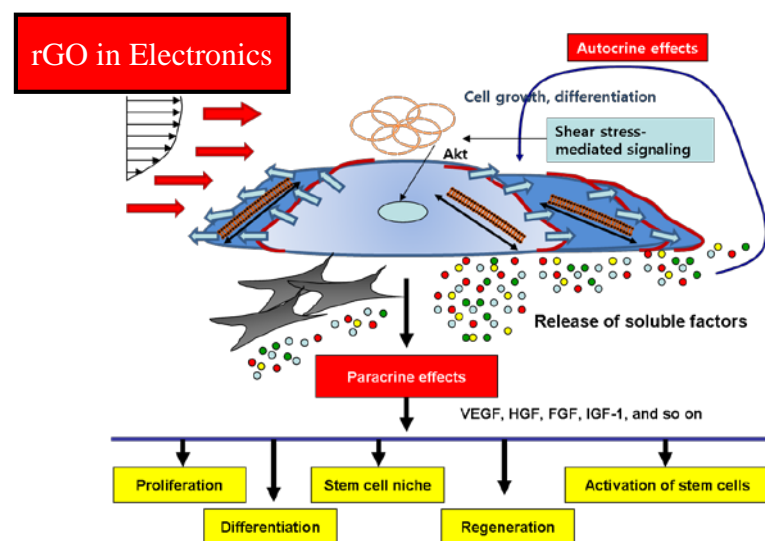 rGO in Electronics
Autocrine effects
Cell growth, differentiation
Shear stress-
mediated signaling
Akt
Release of soluble factors
Paracrine effects
VEGF, HGF, FGF, IGF-1, and so on
Proliferation
Stem cell niche
Activation of stem cells
Differentiation
Regeneration